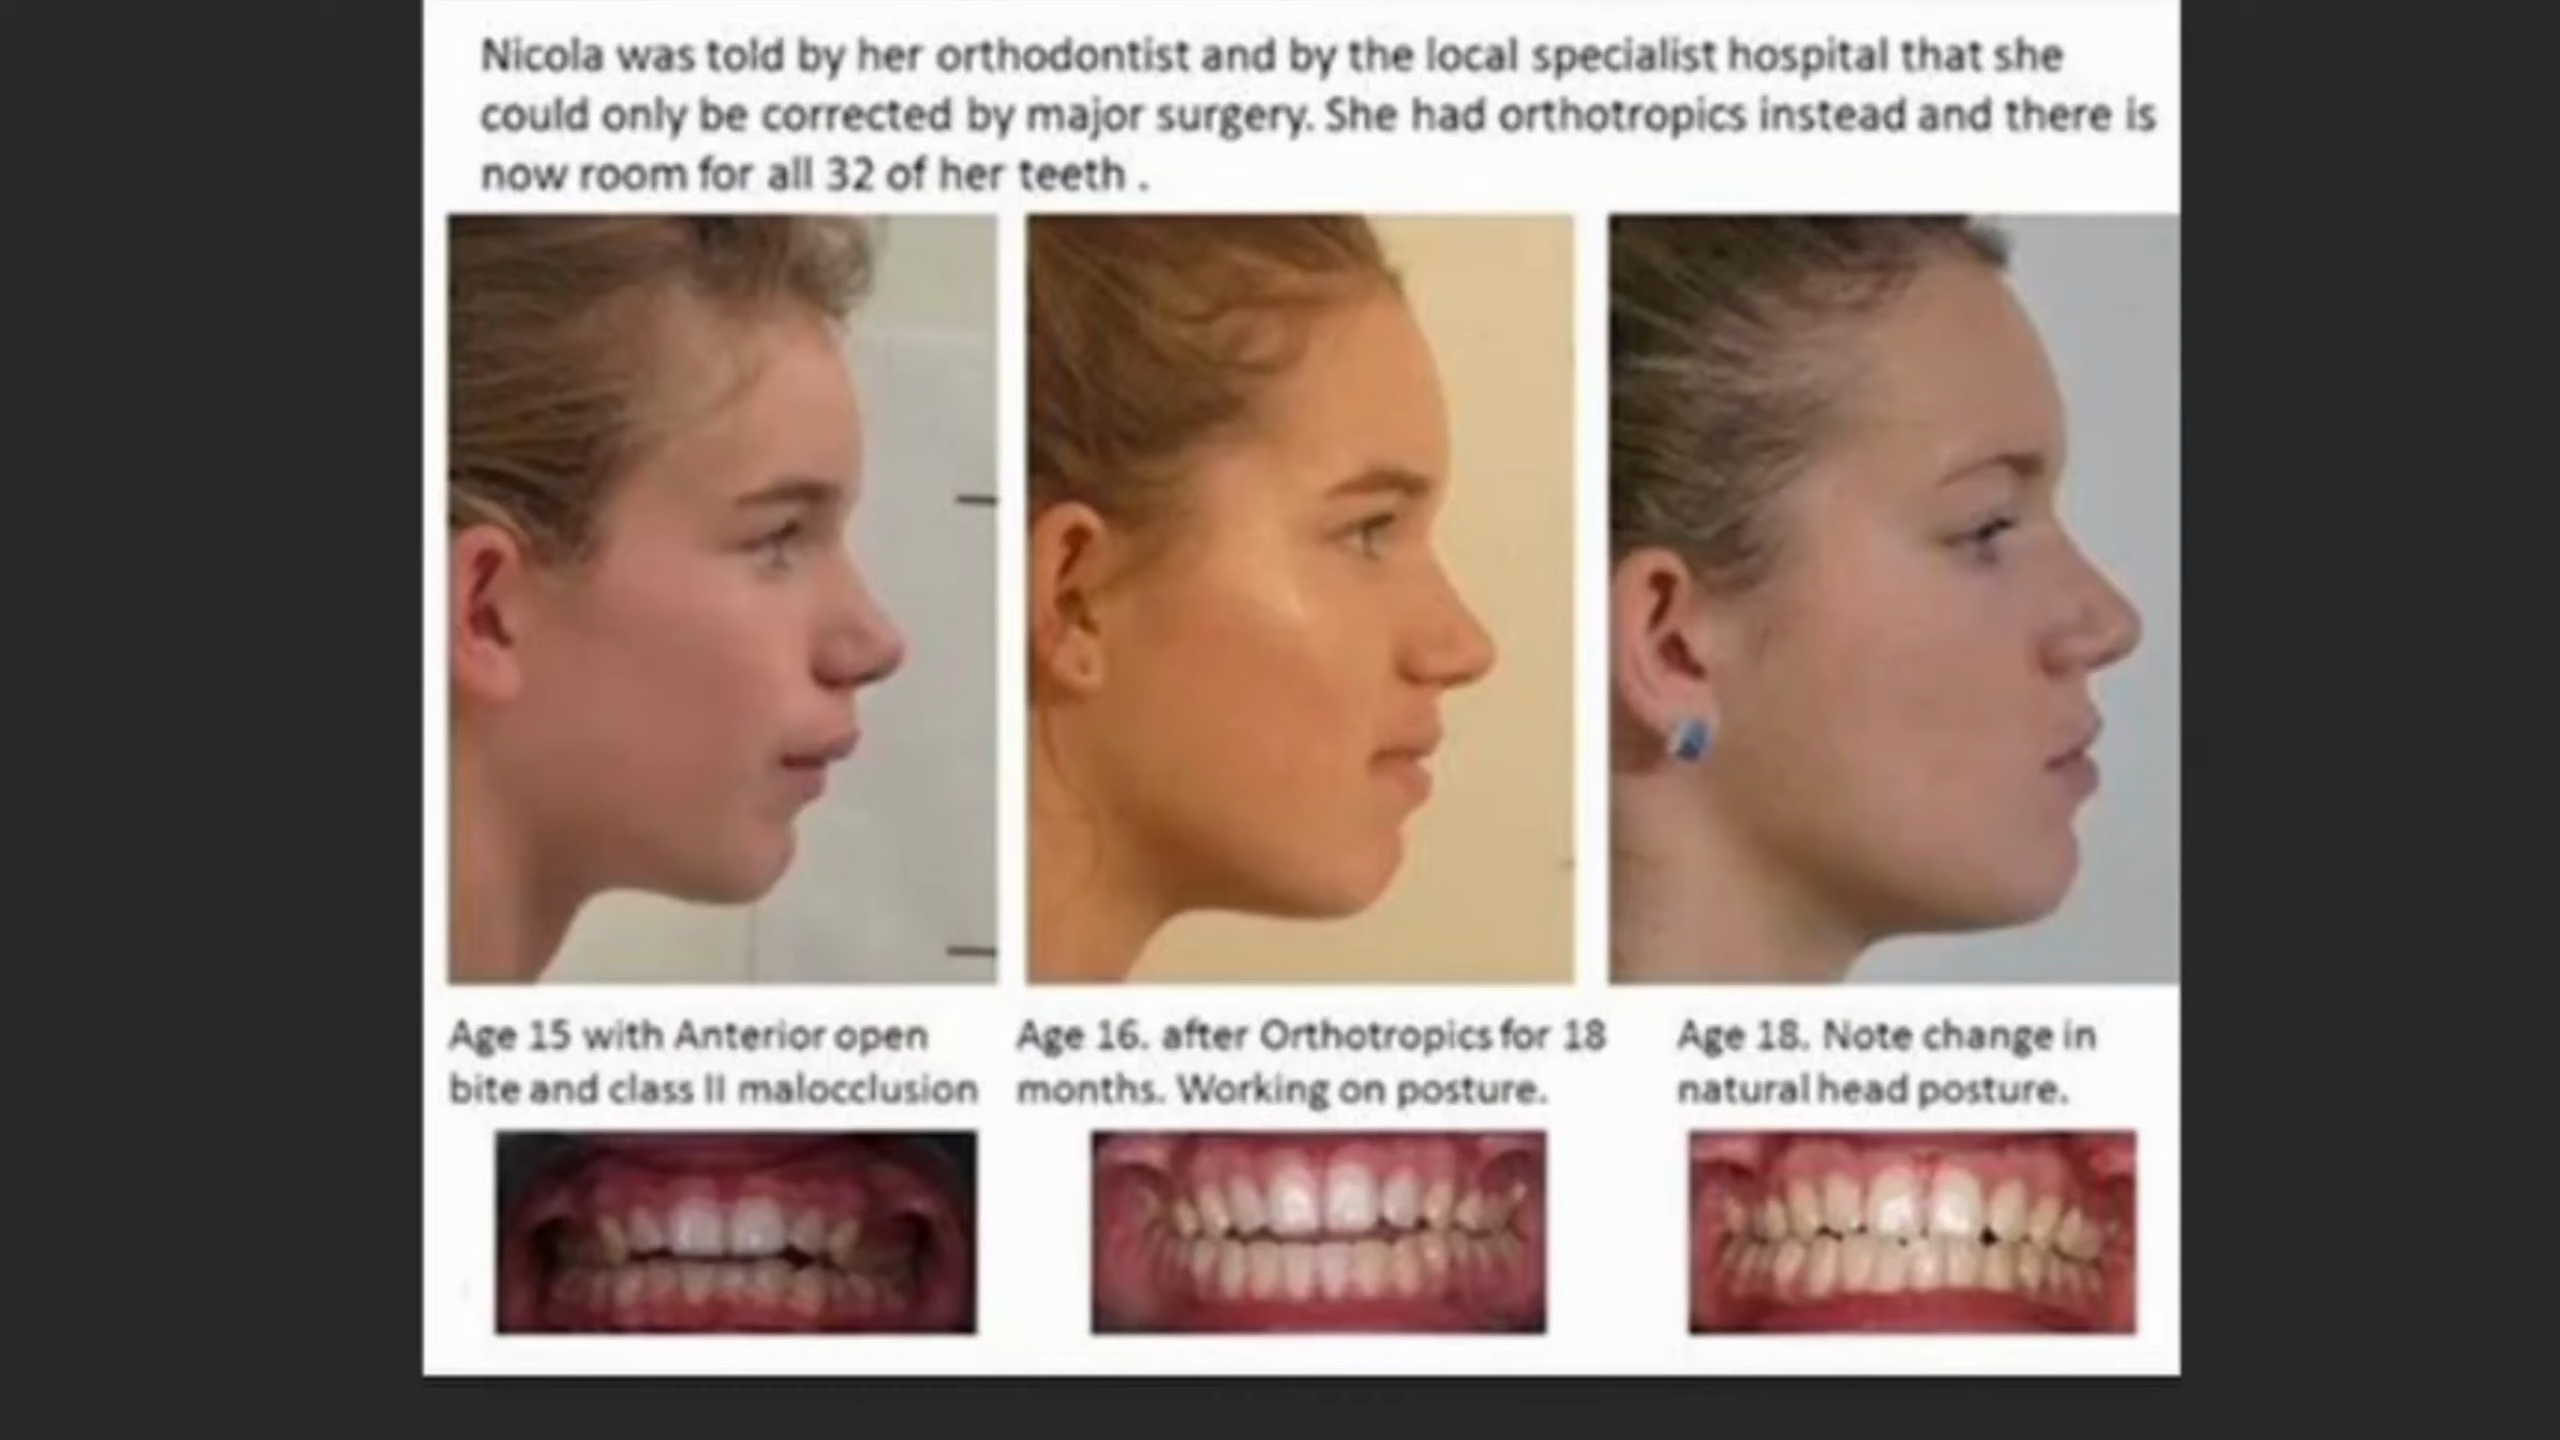 Nicola was told by her orthodontist and by the local specialist hospital that she
could only be corrected by major surgery. She had orthotropics instead and there is
now room for all 32 of her teeth .
Age 15 with Anterior open
bite and class II malocclusion
Age 16. after Orthotropics for 18
months. Working on posture.
Age 18. Note change in
natural head posture.